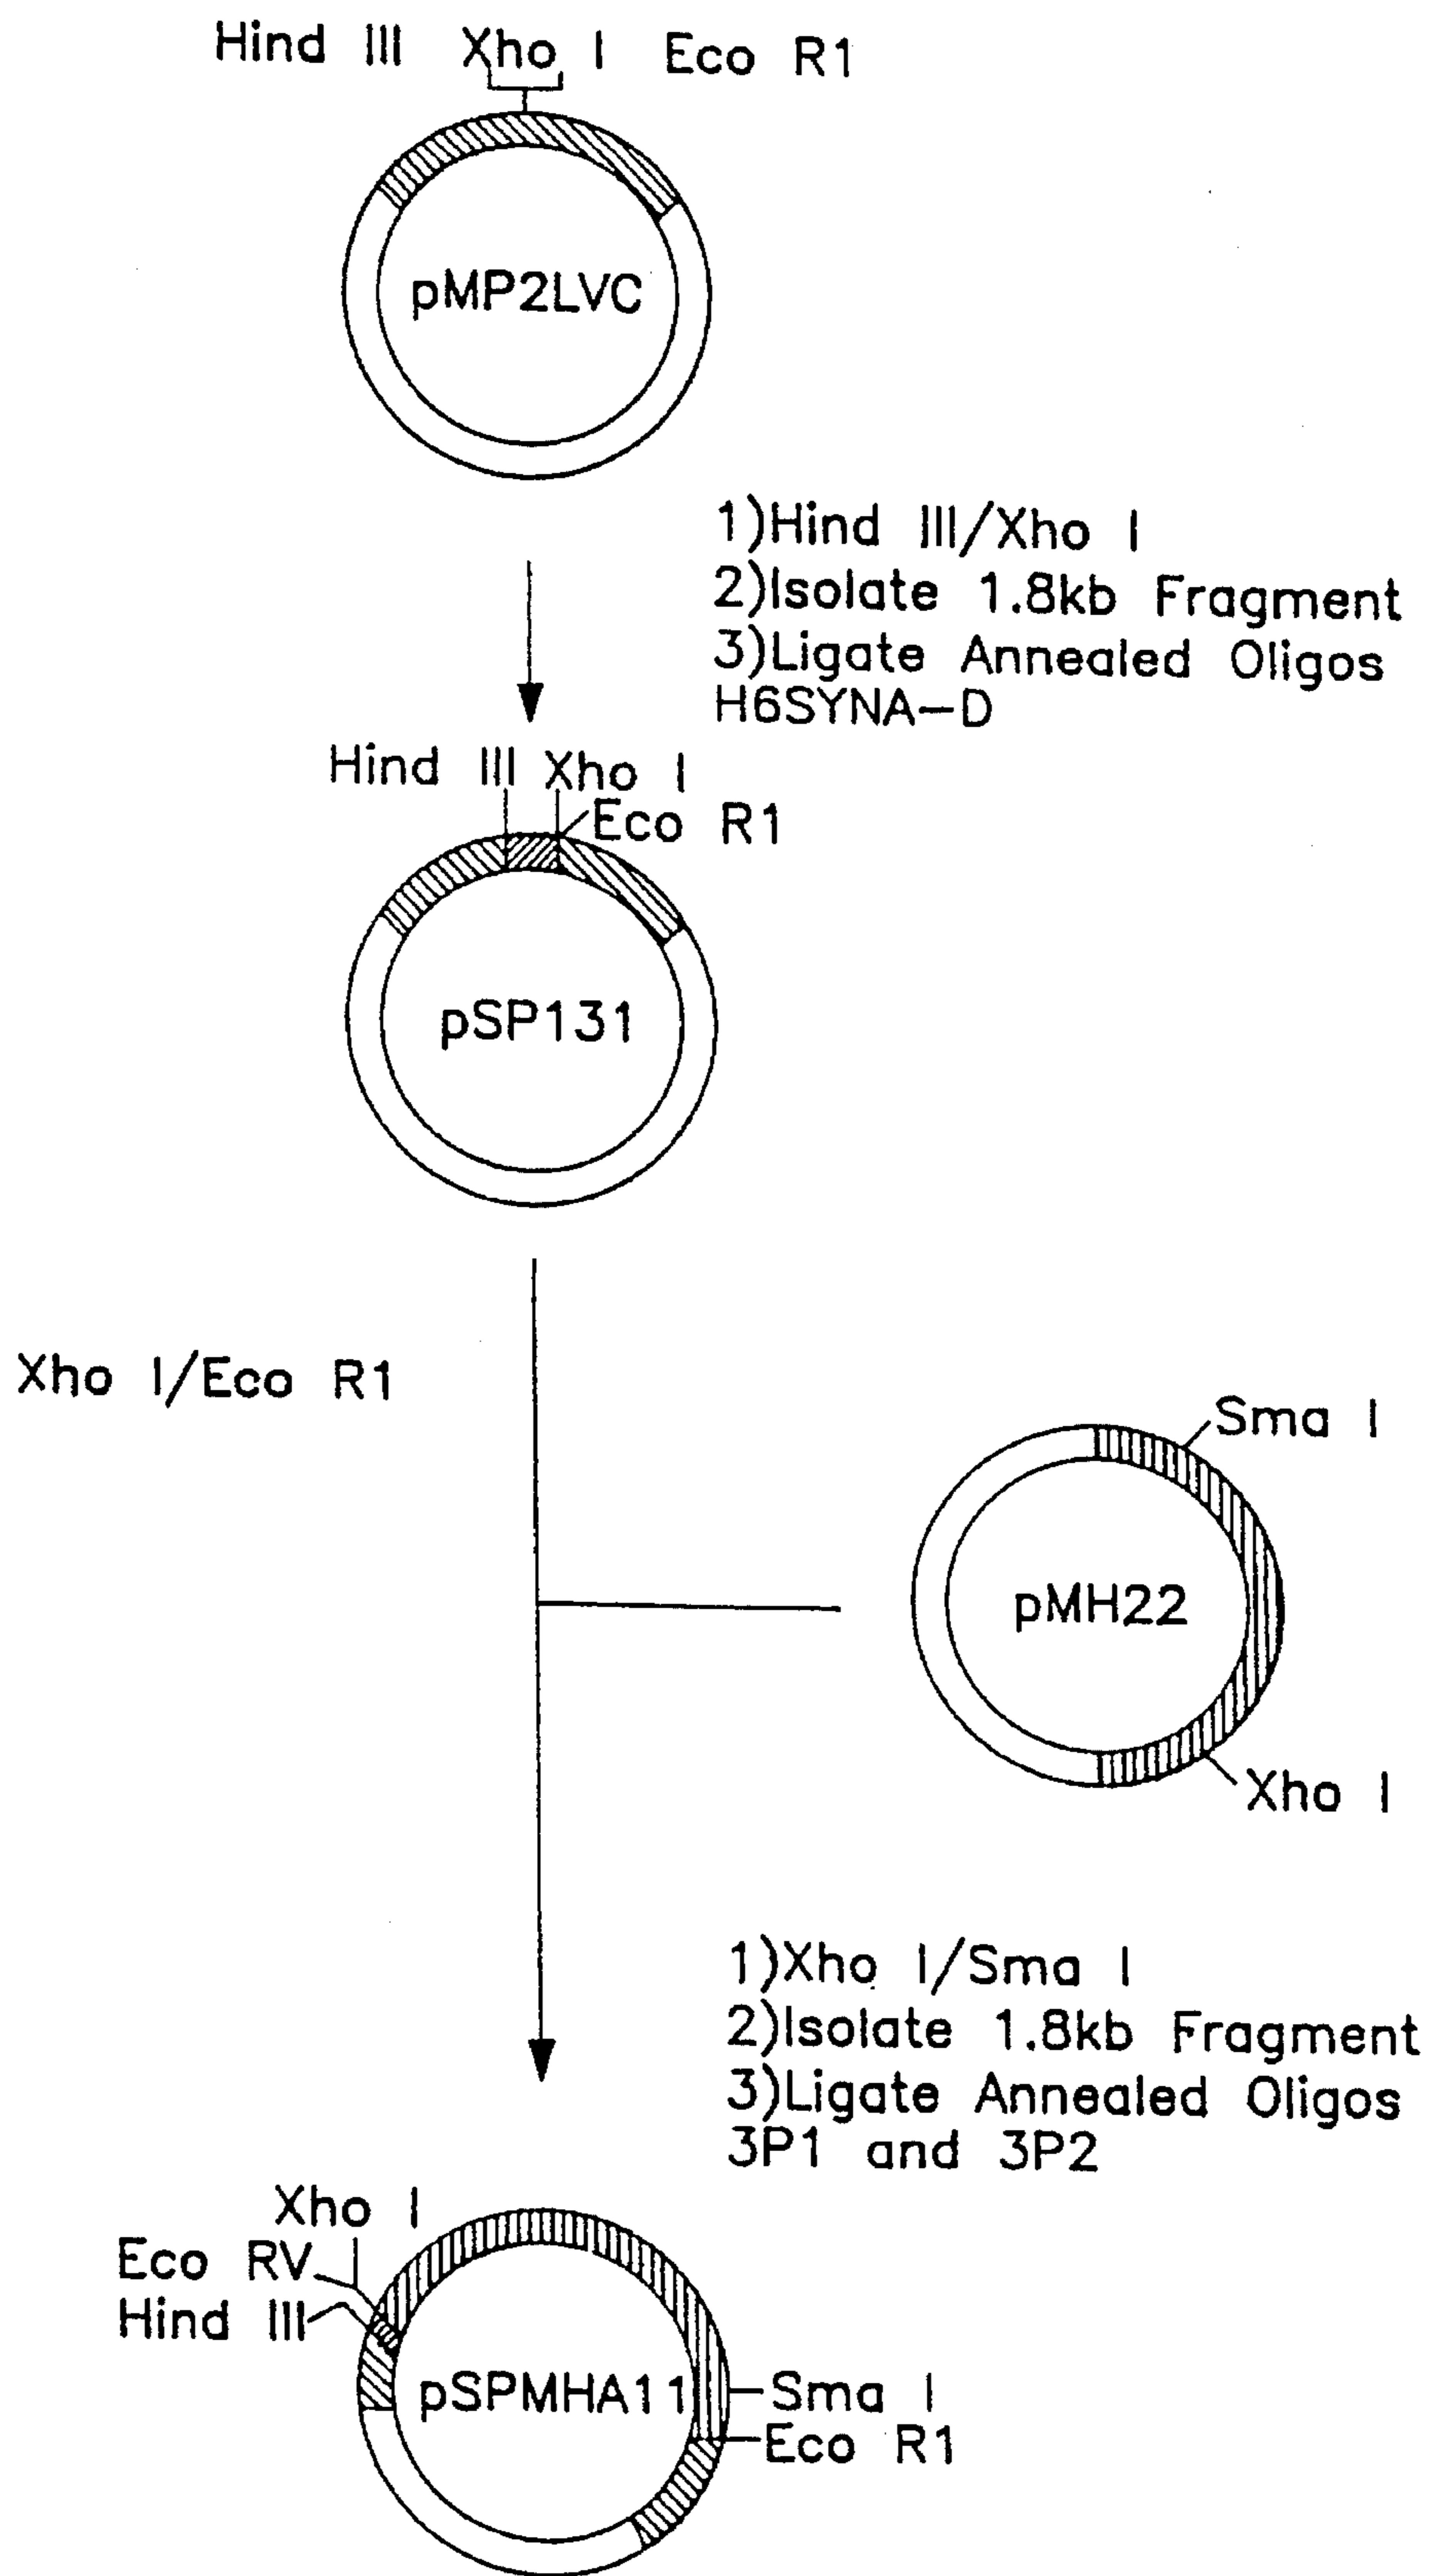 Hind III Xho I Eco R1
pMP2LVC
1)Hind III/Xho I
2)Isolate 1.8kb Fragment
3)Ligate Annealed Oligos
H6SYNA-D
Hind III Xho I
Eco R1
pSP131
Xho I/Eco R1
Sma I
pMH22
Xho I
1)Xho I/Sma I
2)Isolate 1.8kb Fragment
3)Ligate Annealed Oligos
3P1 and 3P2
Xho I
Eco RV
Hind III
pSPMHA11
Sma I
Eco R1